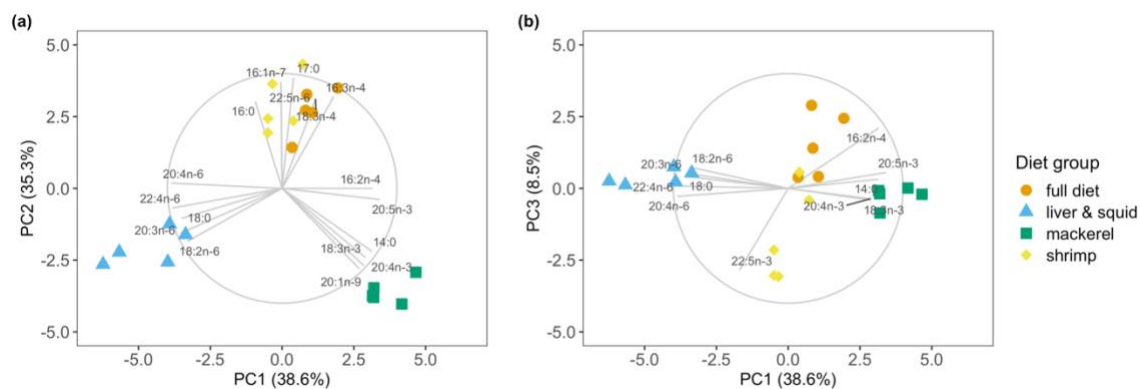 (a)
5.0
2.5
0.0
-2.5
-5.0
PC2 (35.3%)
16:1n-7
17:0
16:3n-4
22:5n-6
16:0
18:3n-4
20:4n-6
16:2n-4
22:4n-6
20:5n-3
18:0
20:3n-6
18:2n-6
18:3n-3
14:0
20:4n-3
20:1n-9
-5.0 -2.5 0.0 2.5 5.0
PC1 (38.6%)
(b)
5.0
2.5
0.0
-2.5
-5.0
PC3 (8.5%)
16:2n-4
20:3n-6
18:2n-6
20:5n-3
22:4n-6
18:0
14:0
20:4n-6
20:4n-3
18:3n-3
22:5n-3
-5.0 -2.5 0.0 2.5 5.0
PC1 (38.6%)
Diet group
full diet
liver & squid
mackerel
shrimp